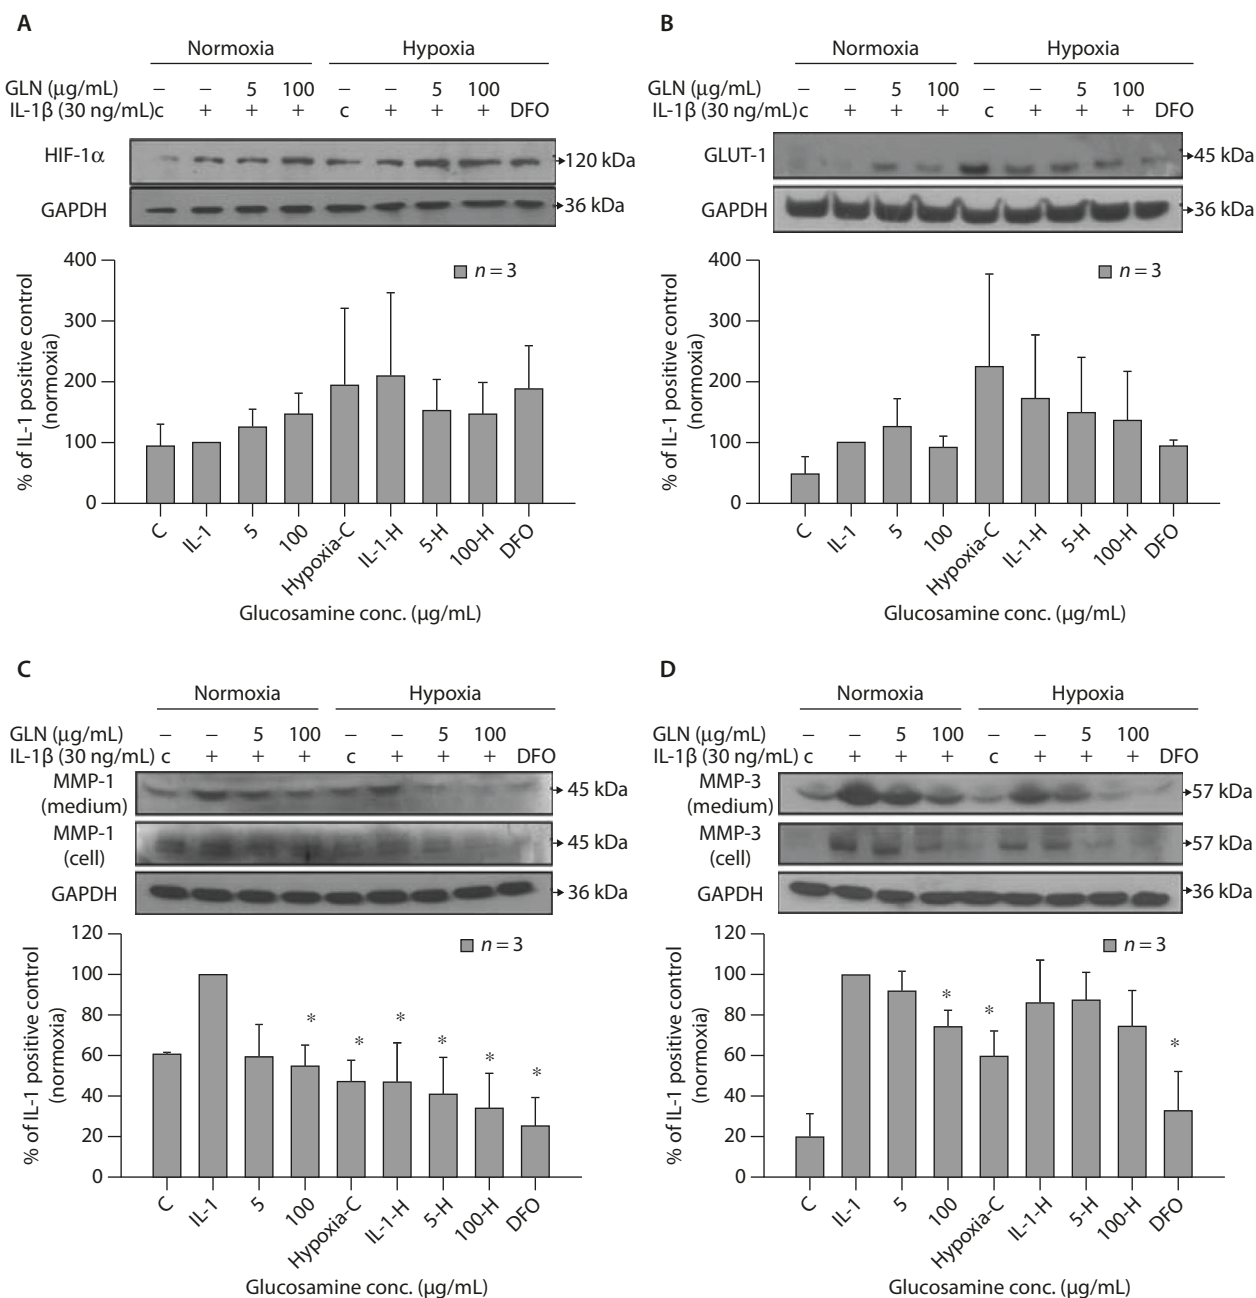 A
Normoxia Hypoxia
GLN (µg/mL) – – 5 100 – – 5 100
IL-1β (30 ng/mL) c + + + c + + + DFO
HIF-1α 120 kDa
GAPDH 36 kDa
400
300
200
100
0
% of IL-1 positive control
(normoxia)
n = 3
C IL-1 5 100 Hypoxia-C IL-1-H 5-H 100-H DFO
Glucosamine conc. (µg/mL)
B
Normoxia Hypoxia
GLN (µg/mL) – – 5 100 – – 5 100
IL-1β (30 ng/mL) c + + + c + + + DFO
GLUT-1 45 kDa
GAPDH 36 kDa
400
300
200
100
0
% of IL-1 positive control
(normoxia)
n = 3
C IL-1 5 100 Hypoxia-C IL-1-H 5-H 100-H DFO
Glucosamine conc. (µg/mL)
C
Normoxia Hypoxia
GLN (µg/mL) – – 5 100 – – 5 100
IL-1β (30 ng/mL) c + + + c + + + DFO
MMP-1
(medium) 45 kDa
MMP-1
(cell) 45 kDa
GAPDH 36 kDa
120
100
80
60
40
20
0
% of IL-1 positive control
(normoxia)
n = 3
* * * * * *
C IL-1 5 100 Hypoxia-C IL-1-H 5-H 100-H DFO
Glucosamine conc. (µg/mL)
D
Normoxia Hypoxia
GLN (µg/mL) – – 5 100 – – 5 100
IL-1β (30 ng/mL) c + + + c + + + DFO
MMP-3
(medium) 57 kDa
MMP-3
(cell) 57 kDa
GAPDH 36 kDa
120
100
80
60
40
20
0
% of IL-1 positive control
(normoxia)
n = 3
* * *
C IL-1 5 100 Hypoxia-C IL-1-H 5-H 100-H DFO
Glucosamine conc. (µg/mL)